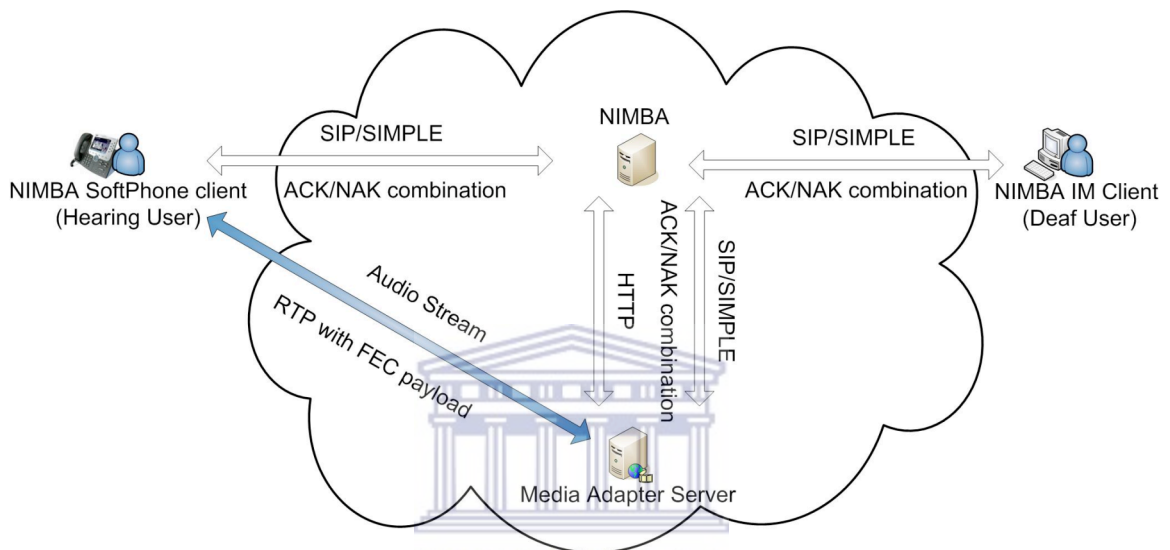 NIMBA
SIP/SIMPLE
SIP/SIMPLE
NIMBA SoftPhone client
(Hearing User)
ACK/NAK combination
ACK/NAK combination
NIMBA IM Client
(Deaf User)
Audio Stream
RTP with FEC payload
HTTP
ACK/NAK combination
SIP/SIMPLE
Media Adapter Server